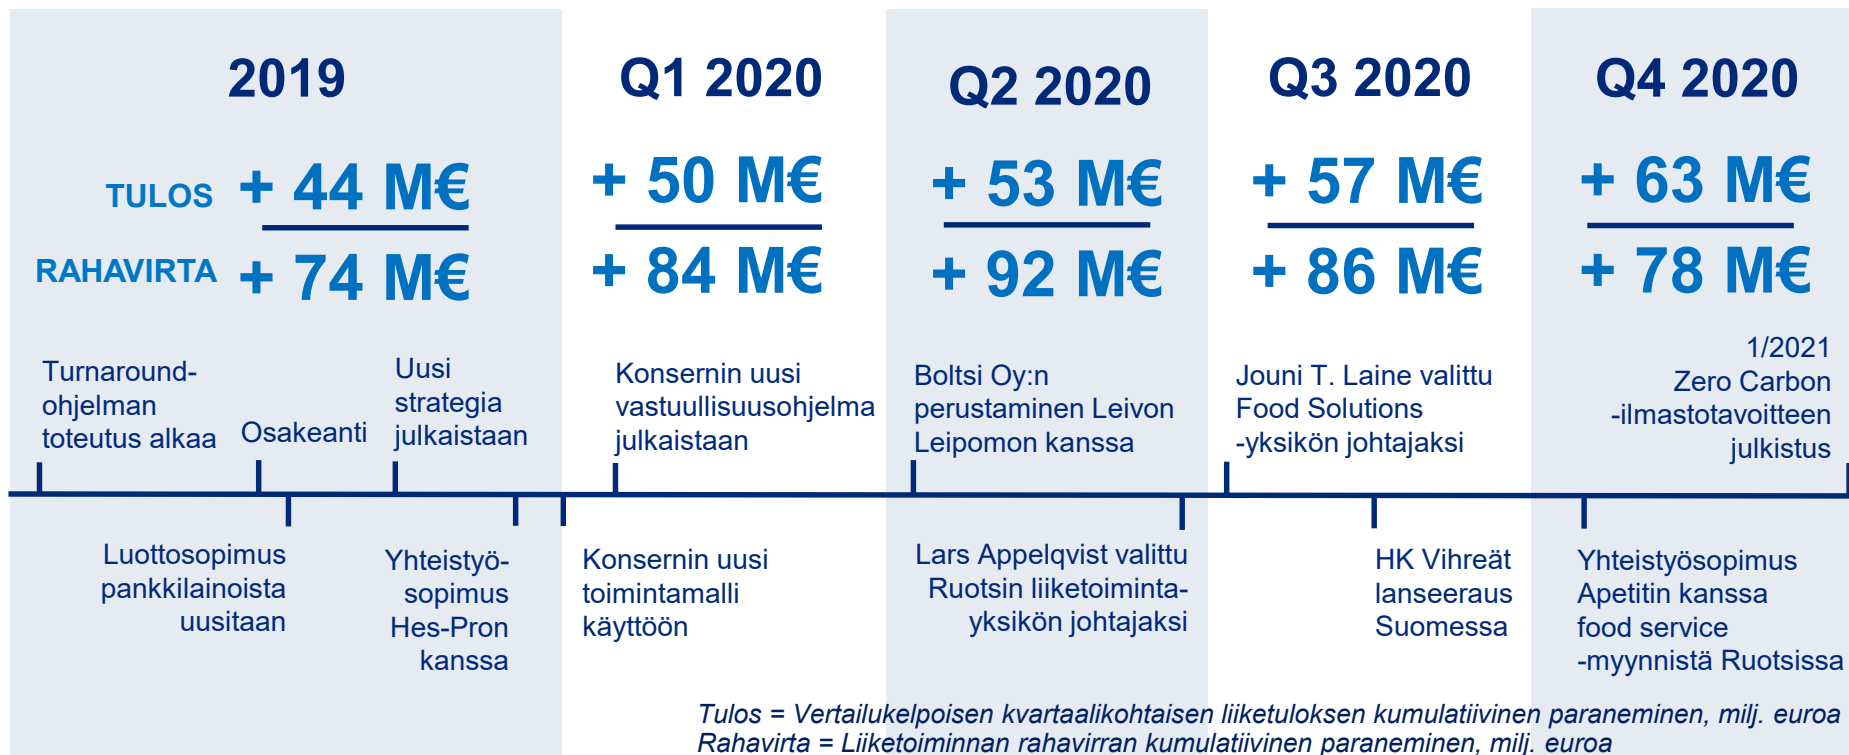 2019
TULOS + 44 M€
RAHAVIRTA + 74 M€
Q1 2020
+ 50 M€
+ 84 M€
Q2 2020
+ 53 M€
+ 92 M€
Q3 2020
+ 57 M€
+ 86 M€
Q4 2020
+ 63 M€
+ 78 M€
Turnaround-
ohjelman
toteutus alkaa
Osakeanti
Uusi
strategia
julkaistaan
Konsernin uusi
vastuullisuusohjelma
julkaistaan
Boltsi Oy:n
perustaminen Leivon
Leipomon kanssa
Jouni T. Laine valittu
Food Solutions
-yksikön johtajaksi
1/2021
Zero Carbon
-ilmastotavoitteen
julkistus
Luottosopimus
pankkilainoista
uusitaan
Yhteistyö-
sopimus
Hes-Pron
kanssa
Konsernin uusi
toimintamalli
käyttöön
Lars Appelqvist valittu
Ruotsin liiketoiminta-
yksikön johtajaksi
HK Vihreät
lanseeraus
Suomessa
Yhteistyösopimus
Apetitin kanssa
food service
-myynnistä Ruotsissa
Tulos = Vertailukelpoisen kvartaalikohtaisen liiketuloksen kumulatiivinen paraneminen, milj. euroa
Rahavirta = Liiketoiminnan rahavirran kumulatiivinen paraneminen, milj. euroa